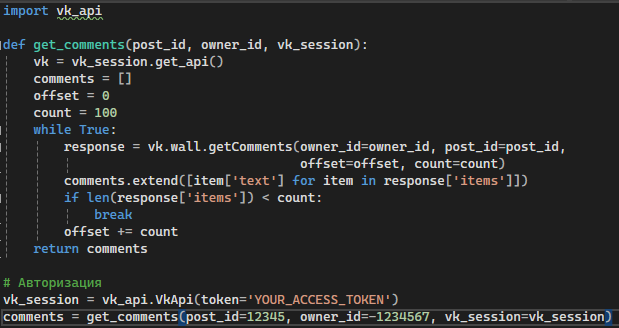 import vk_api

def get_comments(post_id, owner_id, vk_session):
    vk = vk_session.get_api()
    comments = []
    offset = 0
    count = 100
    while True:
        response = vk.wall.getComments(owner_id=owner_id, post_id=post_id,
                                       offset=offset, count=count)
        comments.extend([item['text'] for item in response['items']])
        if len(response['items']) < count:
            break
        offset += count
    return comments

# Авторизация
vk_session = vk_api.VkApi(token='YOUR_ACCESS_TOKEN')
comments = get_comments(post_id=12345, owner_id=-1234567, vk_session=vk_session)